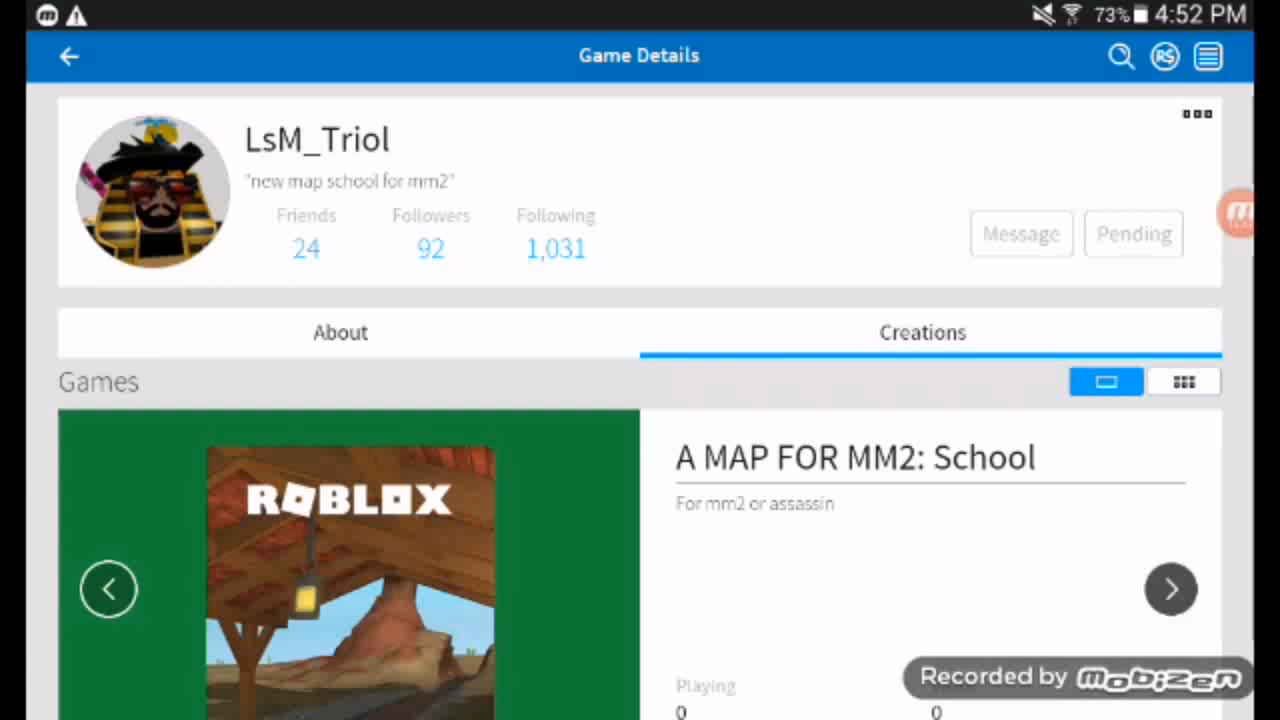 73% 4:52 PM
Game Details
R$
LsM_Triol
"new map school for mm2"
Friends Followers Following
24 92 1,031
Message Pending
About Creations
Games
ROBLOX
A MAP FOR MM2: School
For mm2 or assassin
Playing
0 0
Recorded by mobizen